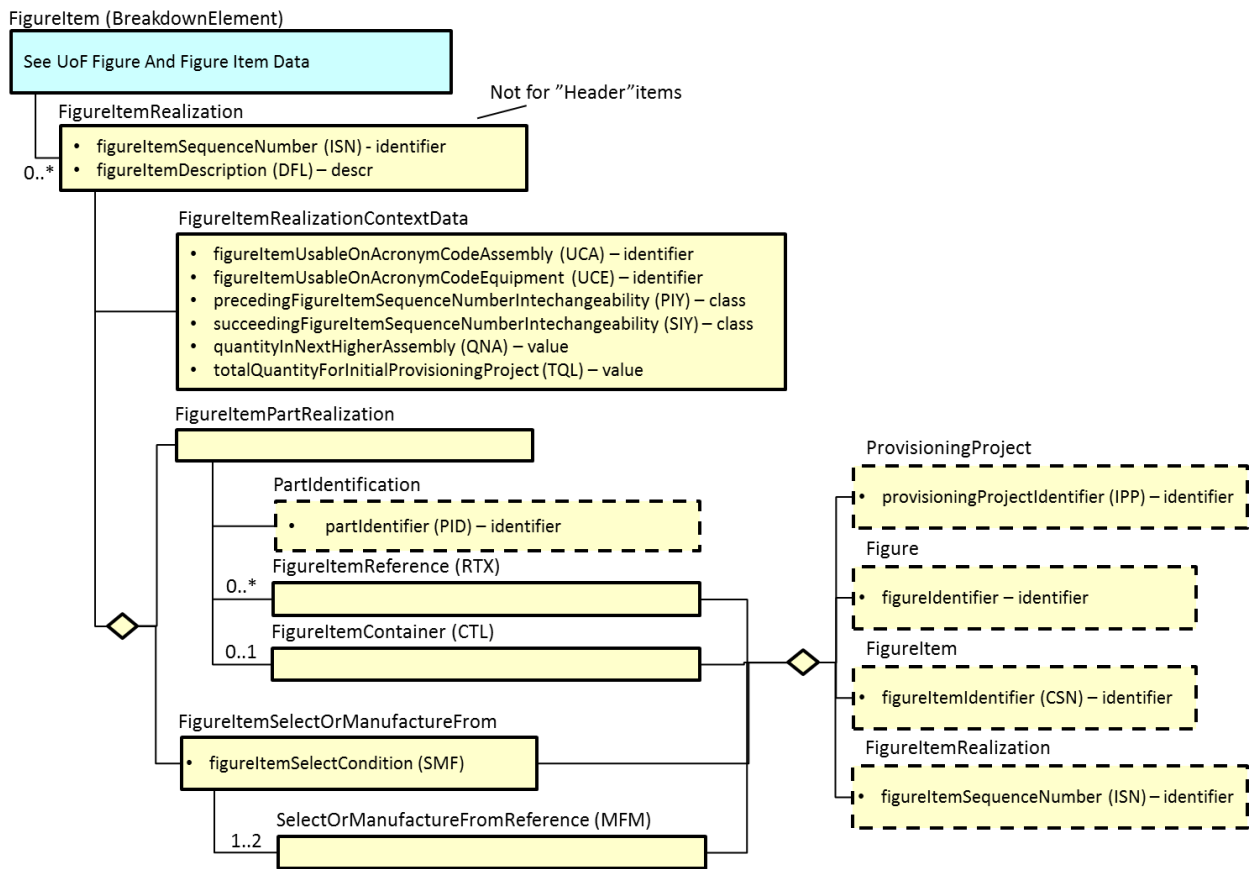 FigureItem (BreakdownElement)
See UoF Figure And Figure Item Data
Not for ”Header”items
FigureItemRealization
• figureItemSequenceNumber (ISN) - identifier
• figureItemDescription (DFL) – descr
0..*
FigureItemRealizationContextData
• figureItemUsableOnAcronymCodeAssembly (UCA) – identifier
• figureItemUsableOnAcronymCodeEquipment (UCE) – identifier
• precedingFigureItemSequenceNumberIntechangeability (PIY) – class
• succeedingFigureItemSequenceNumberIntechangeability (SIY) – class
• quantityInNextHigherAssembly (QNA) – value
• totalQuantityForInitialProvisioningProject (TQL) – value
FigureItemPartRealization
PartIdentification
• partIdentifier (PID) – identifier
FigureItemReference (RTX)
0..*
FigureItemContainer (CTL)
0..1
FigureItemSelectOrManufactureFrom
• figureItemSelectCondition (SMF)
SelectOrManufactureFromReference (MFM)
1..2
ProvisioningProject
• provisioningProjectIdentifier (IPP) – identifier
Figure
• figureIdentifier – identifier
FigureItem
• figureItemIdentifier (CSN) – identifier
FigureItemRealization
• figureItemSequenceNumber (ISN) – identifier